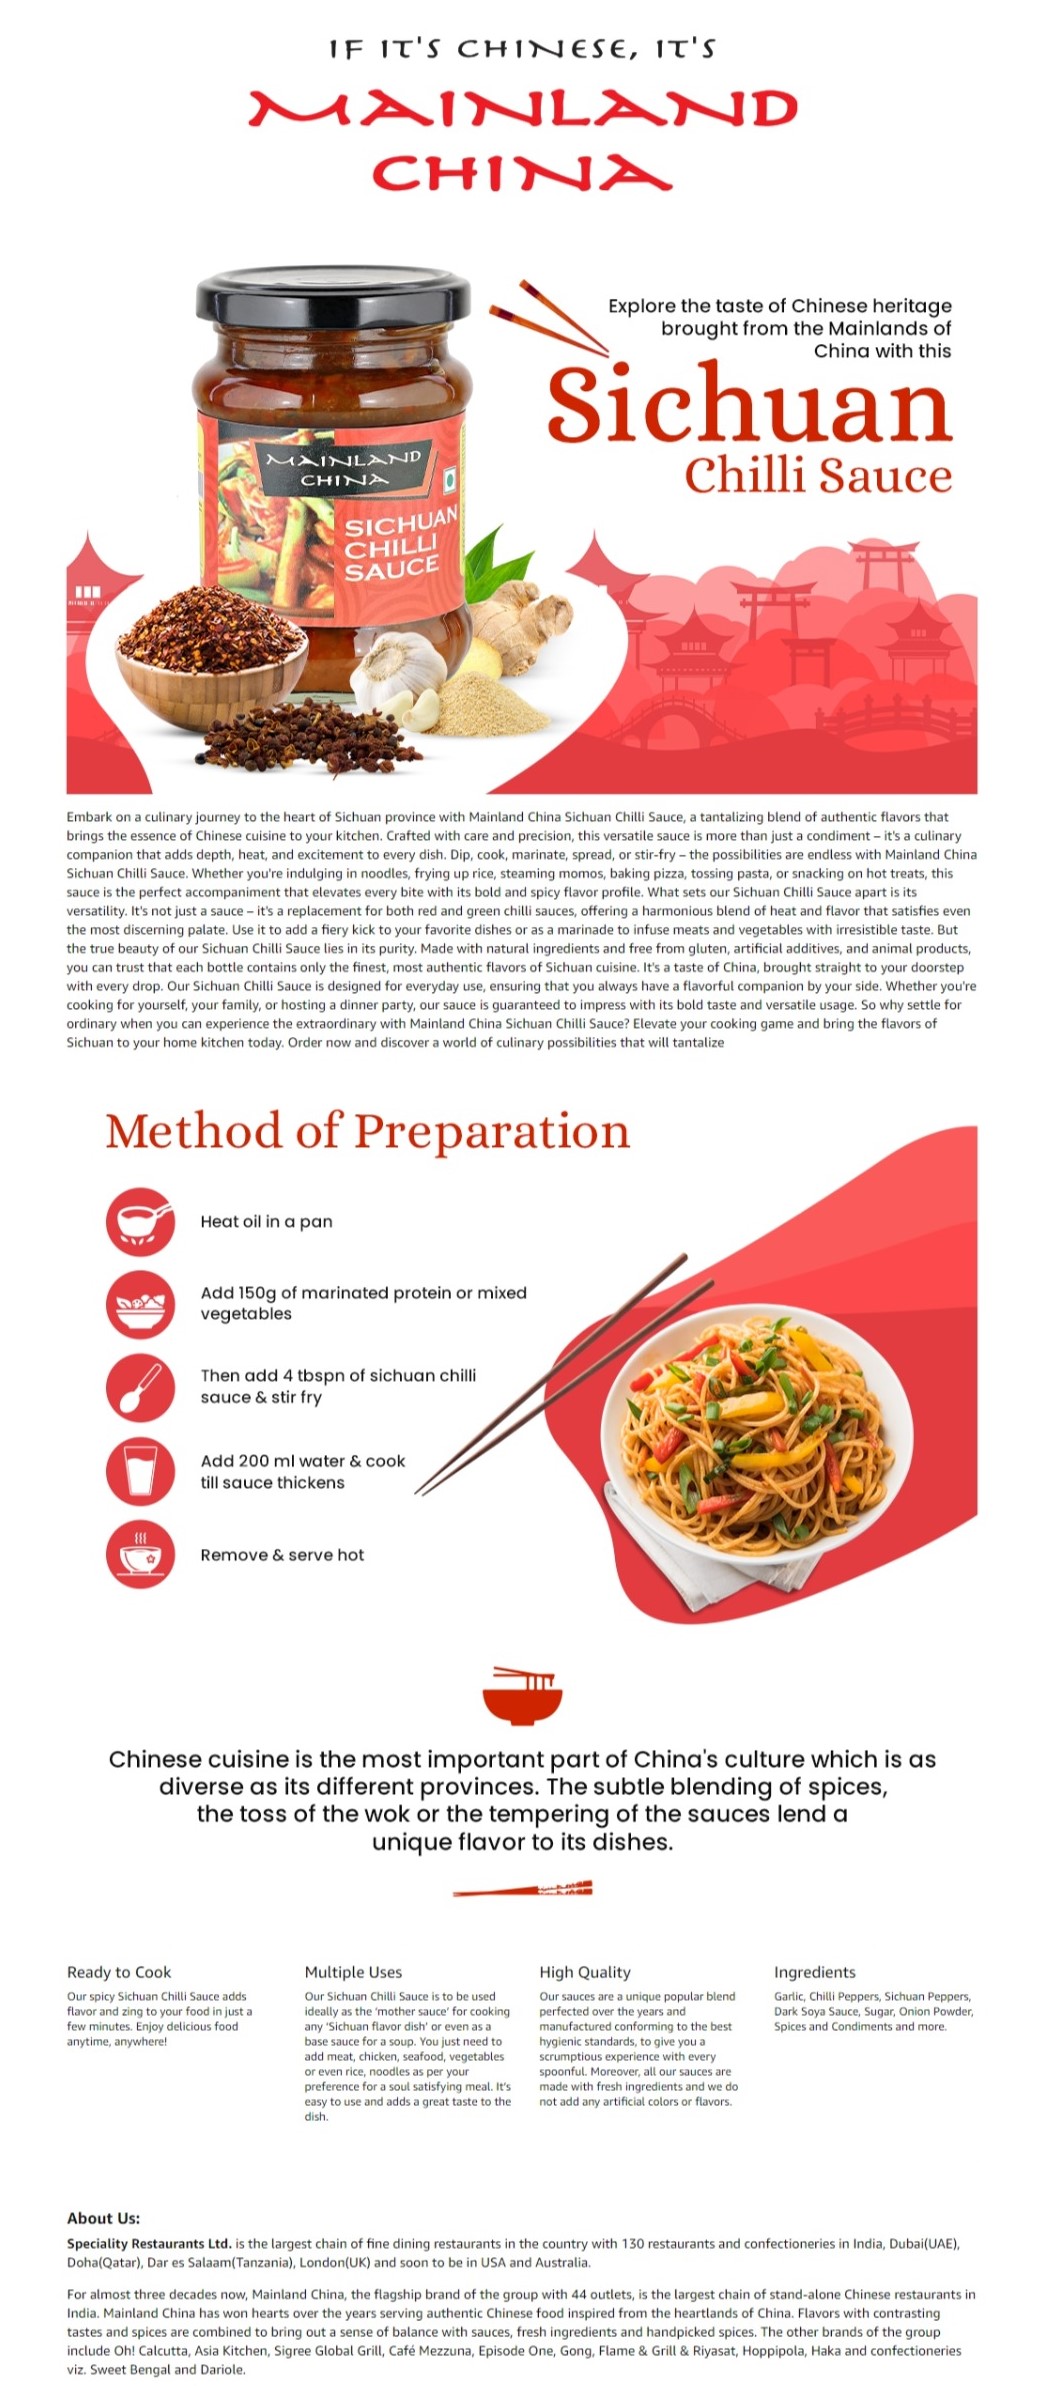 IF IT'S CHINESE, IT'S
MAINLAND
CHINA
Explore the taste of Chinese heritage
brought from the Mainlands of
China with this
Sichuan
Chilli Sauce
MAINLAND
CHINA
SICHUAN
CHILLI
SAUCE
Embark on a culinary journey to the heart of Sichuan province with Mainland China Sichuan Chilli Sauce, a tantalizing blend of authentic flavors that
brings the essence of Chinese cuisine to your kitchen. Crafted with care and precision, this versatile sauce is more than just a condiment – it's a culinary
companion that adds depth, heat, and excitement to every dish. Dip, cook, marinate, spread, or stir-fry – the possibilities are endless with Mainland China
Sichuan Chilli Sauce. Whether you're indulging in noodles, frying up rice, steaming momos, baking pizza, tossing pasta, or snacking on hot treats, this
sauce is the perfect accompaniment that elevates every bite with its bold and spicy flavor profile. What sets our Sichuan Chilli Sauce apart is its
versatility. It's not just a sauce – it's a replacement for both red and green chilli sauces, offering a harmonious blend of heat and flavor that satisfies even
the most discerning palate. Use it to add a fiery kick to your favorite dishes or as a marinade to infuse meats and vegetables with irresistible taste. But
the true beauty of our Sichuan Chilli Sauce lies in its purity. Made with natural ingredients and free from gluten, artificial additives, and animal products,
you can trust that each bottle contains only the finest, most authentic flavors of Sichuan cuisine. It's a taste of China, brought straight to your doorstep
with every drop. Our Sichuan Chilli Sauce is designed for everyday use, ensuring that you always have a flavorful companion by your side. Whether you're
cooking for yourself, your family, or hosting a dinner party, our sauce is guaranteed to impress with its bold taste and versatile usage. So why settle for
ordinary when you can experience the extraordinary with Mainland China Sichuan Chilli Sauce? Elevate your cooking game and bring the flavors of
Sichuan to your home kitchen today. Order now and discover a world of culinary possibilities that will tantalize
Method of Preparation
Heat oil in a pan
Add 150g of marinated protein or mixed
vegetables
Then add 4 tbspn of sichuan chilli
sauce & stir fry
Add 200 ml water & cook
till sauce thickens
Remove & serve hot
Chinese cuisine is the most important part of China's culture which is as
diverse as its different provinces. The subtle blending of spices,
the toss of the wok or the tempering of the sauces lend a
unique flavor to its dishes.
Ready to Cook
Our spicy Sichuan Chilli Sauce adds
flavor and zing to your food in just a
few minutes. Enjoy delicious food
anytime, anywhere!
Multiple Uses
Our Sichuan Chilli Sauce is to be used
ideally as the 'mother sauce' for cooking
any 'Sichuan flavor dish' or even as a
base sauce for a soup. You just need to
add meat, chicken, seafood, vegetables
or even rice, noodles as per your
preference for a soul satisfying meal. It's
easy to use and adds a great taste to the
dish.
High Quality
Our sauces are a unique popular blend
perfected over the years and
manufactured conforming to the best
hygienic standards, to give you a
scrumptious experience with every
spoonful. Moreover, all our sauces are
made with fresh ingredients and we do
not add any artificial colors or flavors.
Ingredients
Garlic, Chilli Peppers, Sichuan Peppers,
Dark Soya Sauce, Sugar, Onion Powder,
Spices and Condiments and more.
About Us:
Speciality Restaurants Ltd. is the largest chain of fine dining restaurants in the country with 130 restaurants and confectioneries in India, Dubai(UAE),
Doha(Qatar), Dar es Salaam(Tanzania), London(UK) and soon to be in USA and Australia.
For almost three decades now, Mainland China, the flagship brand of the group with 44 outlets, is the largest chain of stand-alone Chinese restaurants in
India. Mainland China has won hearts over the years serving authentic Chinese food inspired from the heartlands of China. Flavors with contrasting
tastes and spices are combined to bring out a sense of balance with sauces, fresh ingredients and handpicked spices. The other brands of the group
include Oh! Calcutta, Asia Kitchen, Sigree Global Grill, Café Mezzuna, Episode One, Gong, Flame & Grill & Riyasat, Hoppipola, Haka and confectioneries
viz. Sweet Bengal and Dariole.